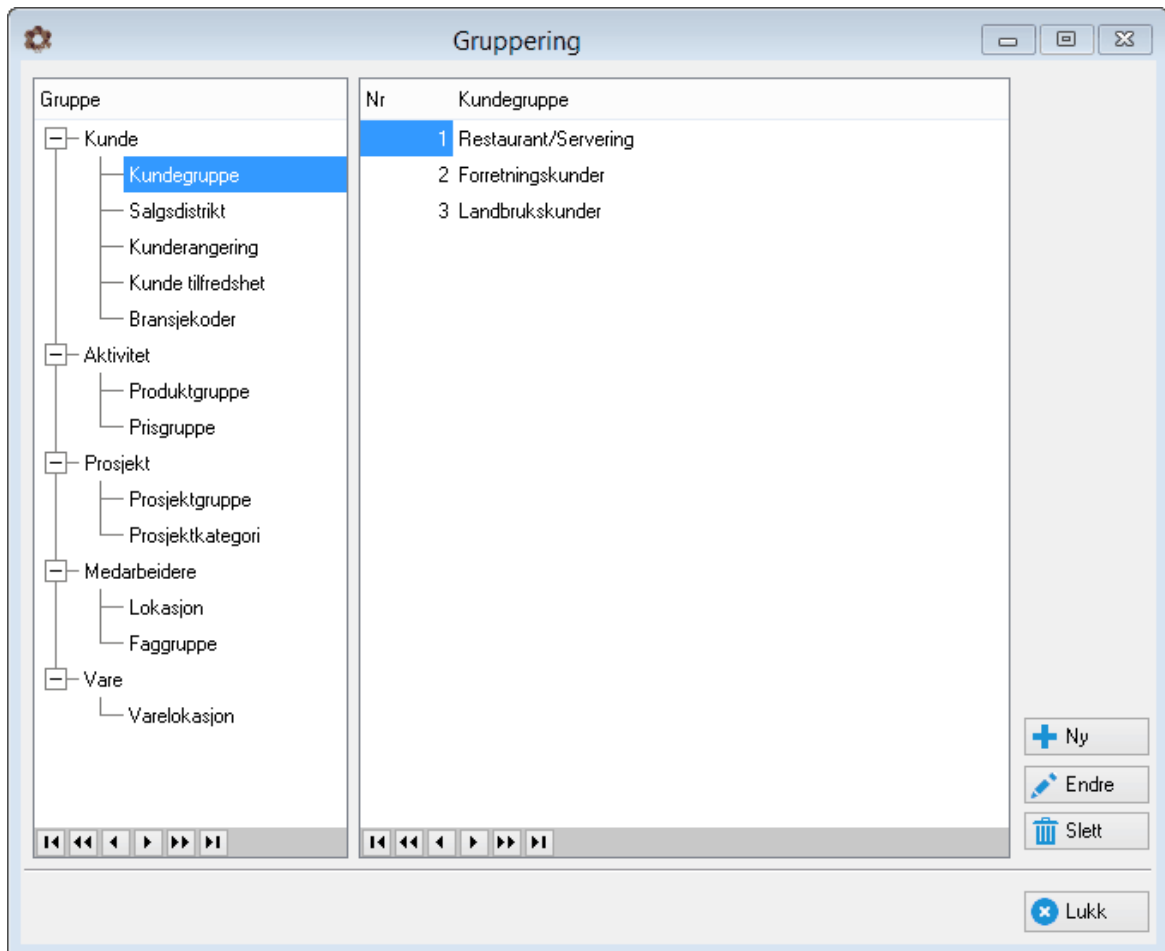 Gruppering
Gruppe
Kunde
Kundegruppe
Salgsdistrikt
Kunderangering
Kunde tilfredshet
Bransjekoder
Aktivitet
Produktgruppe
Prisgruppe
Prosjekt
Prosjektgruppe
Prosjektkategori
Medarbeidere
Lokasjon
Faggruppe
Vare
Varelokasjon
Nr Kundegruppe
1 Restaurant/Servering
2 Forretningskunder
3 Landbrukskunder
Ny
Endre
Slett
Lukk